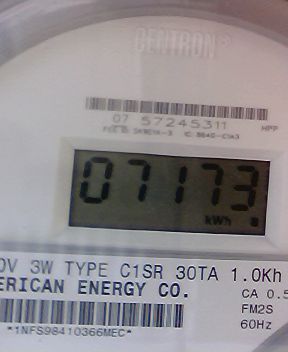 CENTRON®
07 57245311
HPP
07173
kWh
0V 3W TYPE C1SR 30TA 1.0Kh
ERICAN ENERGY CO.
CA 0.5
FM2S
60Hz
*1NFS98410366MEC*